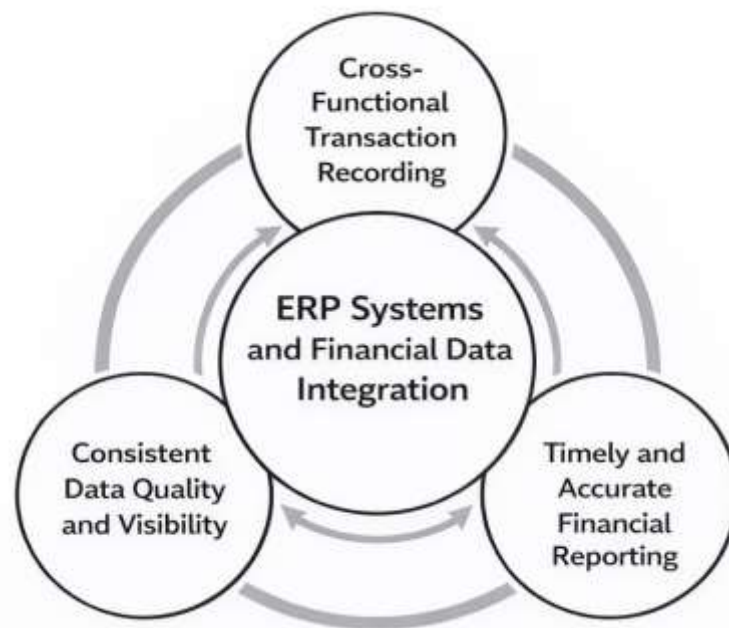 Cross-
Functional
Transaction
Recording
ERP Systems
and Financial Data
Integration
Consistent
Data Quality
and Visibility
Timely and
Accurate
Financial
Reporting